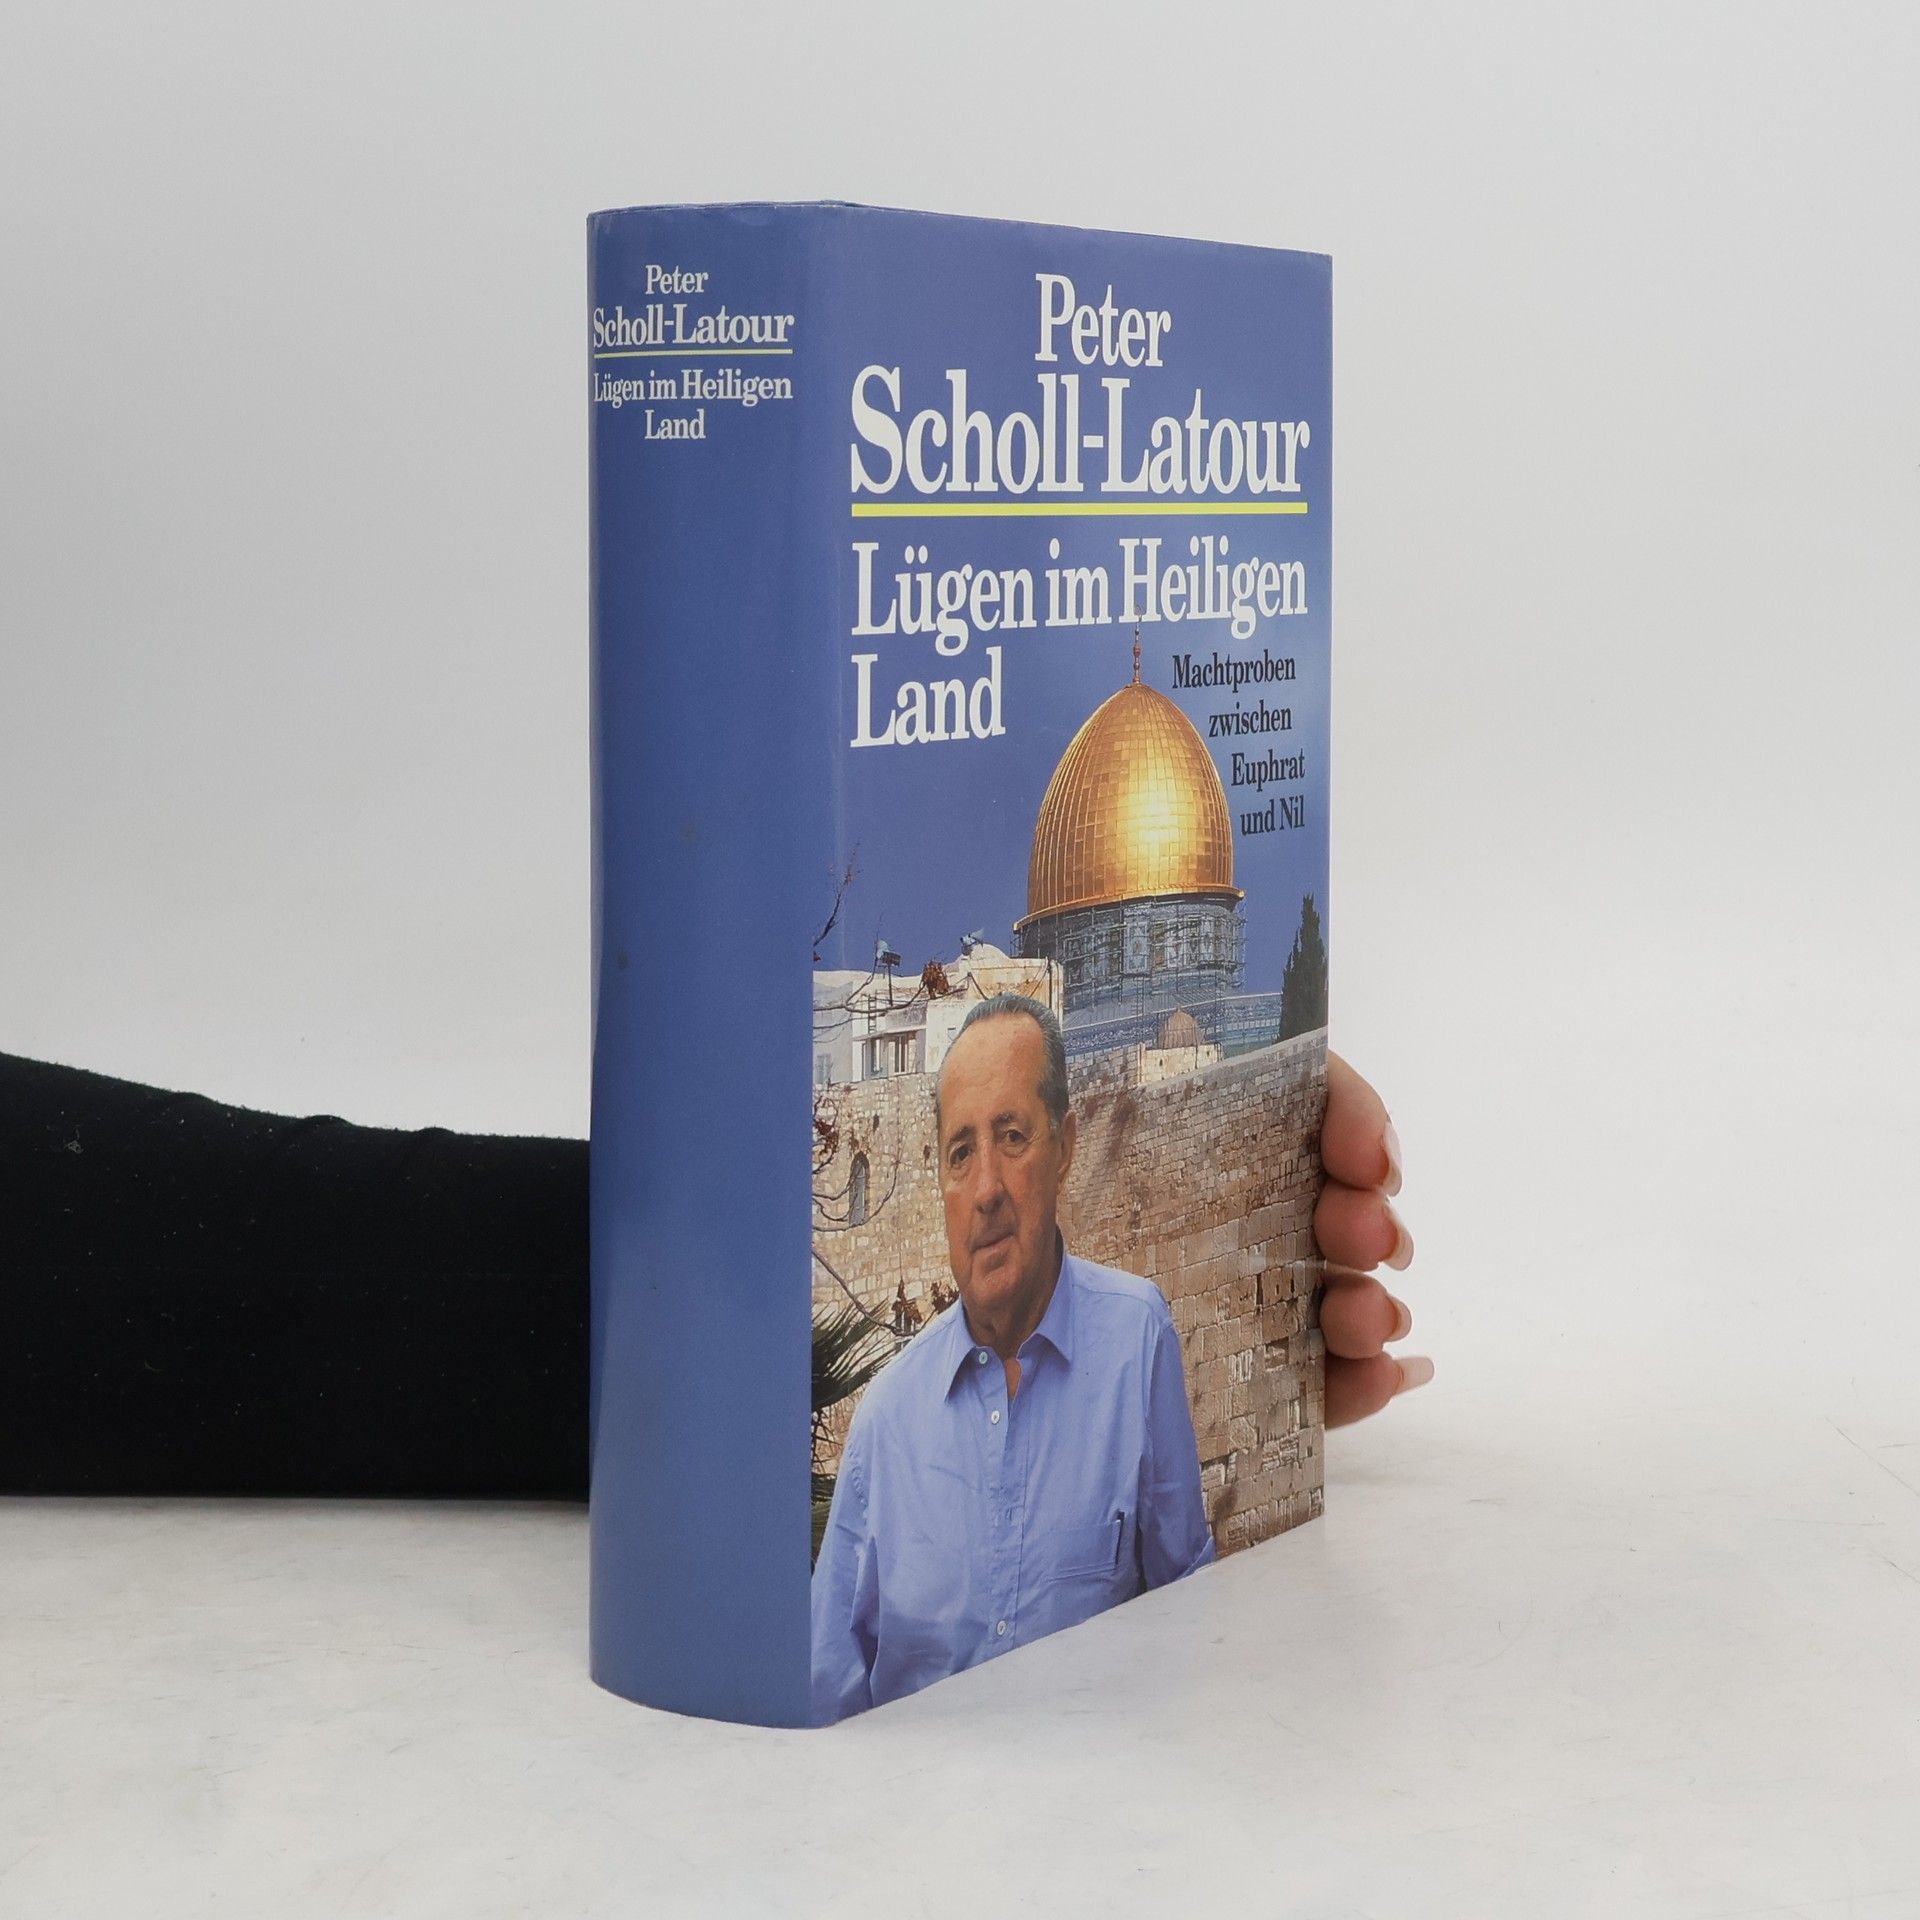 Peter
Scholl-Latour
Lügen im Heiligen
Land
Peter
Scholl-Latour
Lügen im Heiligen
Land
Machtproben
zwischen
Euphrat
und Nil